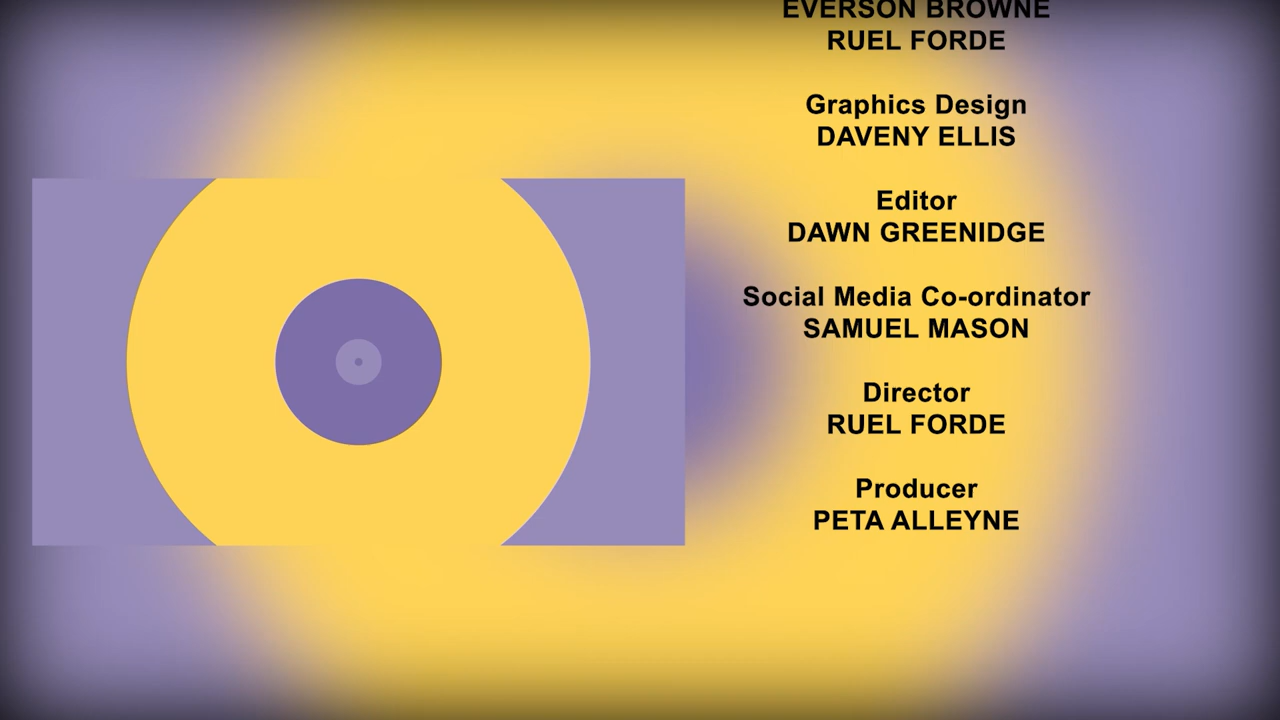 EVERSON BROWNE
RUEL FORDE
Graphics Design
DAVENY ELLIS
Editor
DAWN GREENIDGE
Social Media Co-ordinator
SAMUEL MASON
Director
RUEL FORDE
Producer
PETA ALLEYNE